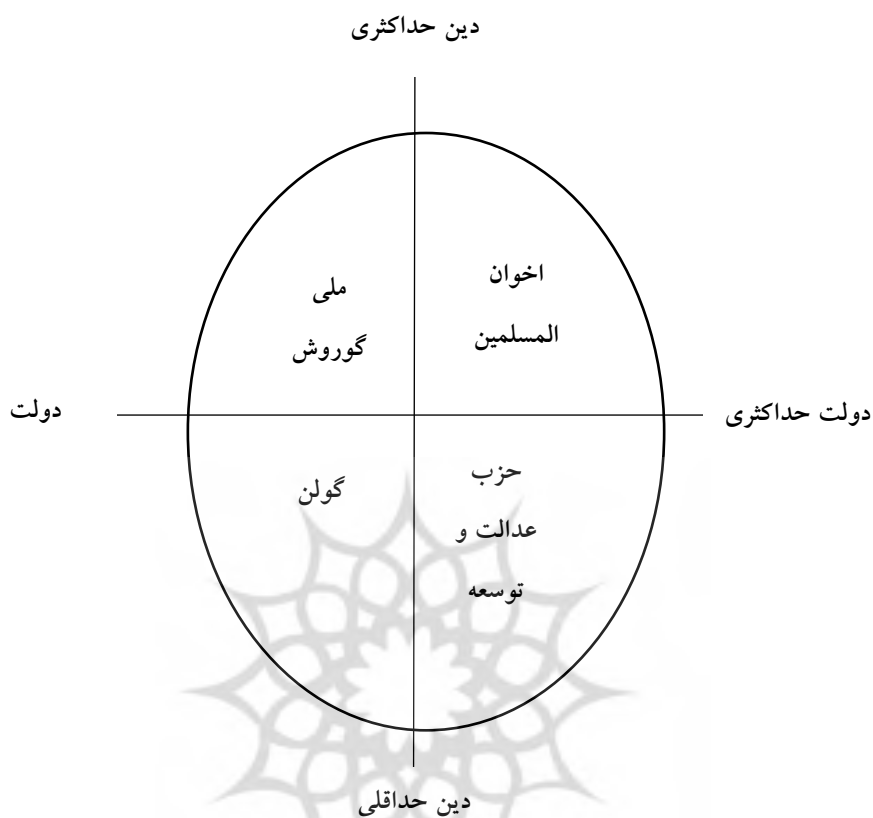 دین حداکثری
اخوان
المسلمین
ملی
گوروش
دولت حداکثری
دولت
حزب
عدالت و
توسعه
گولن
دین حداقلی